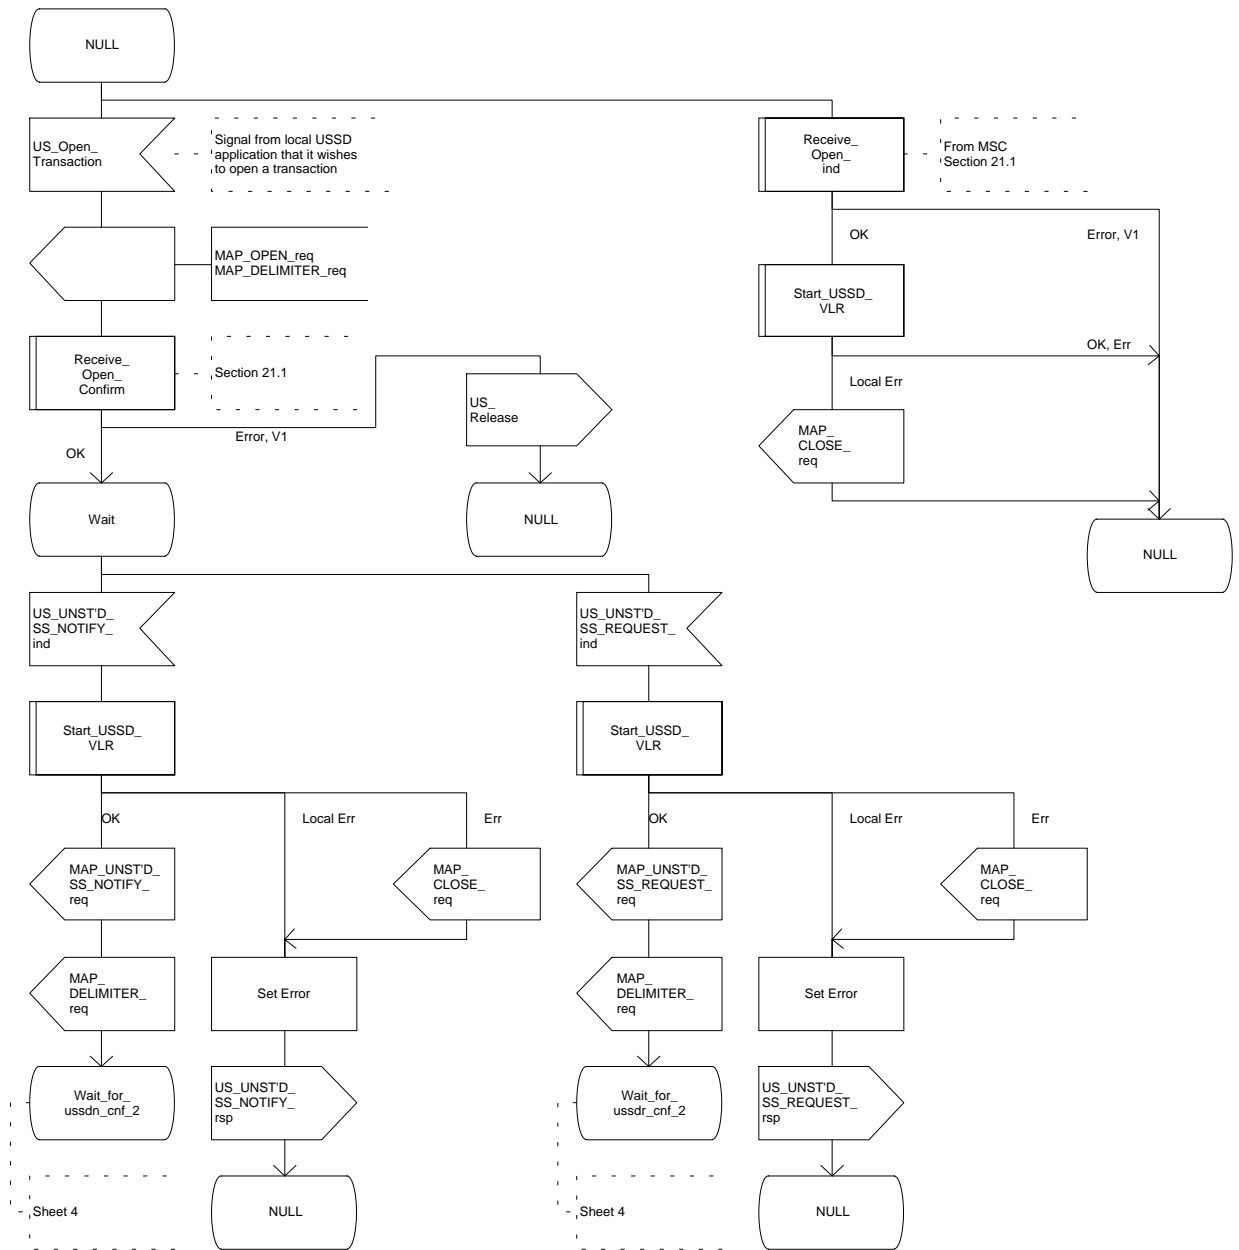 NULL
US_Open_
Transaction
Signal from local USSD
application that it wishes
to open a transaction
Receive_
Open_
ind
From MSC
Section 21.1
MAP_OPEN_req
MAP_DELIMITER_req
OK
Error, V1
Start_USSD_
VLR
Receive_
Open_
Confirm
Section 21.1
OK, Err
Local Err
US_
Release
Error, V1
OK
MAP_
CLOSE_
req
Wait
NULL
NULL
US_UNST'D_
SS_NOTIFY_
ind
US_UNST'D_
SS_REQUEST_
ind
Start_USSD_
VLR
Start_USSD_
VLR
OK
Local Err
Err
OK
Local Err
Err
MAP_UNST'D_
SS_NOTIFY_
req
MAP_
CLOSE_
req
MAP_UNST'D_
SS_REQUEST_
req
MAP_
CLOSE_
req
MAP_
DELIMITER_
req
Set Error
MAP_
DELIMITER_
req
Set Error
Wait_for_
ussdn_cnf_2
US_UNST'D_
SS_NOTIFY_
rsp
Wait_for_
ussdr_cnf_2
US_UNST'D_
SS_REQUEST_
rsp
Sheet 4
NULL
Sheet 4
NULL